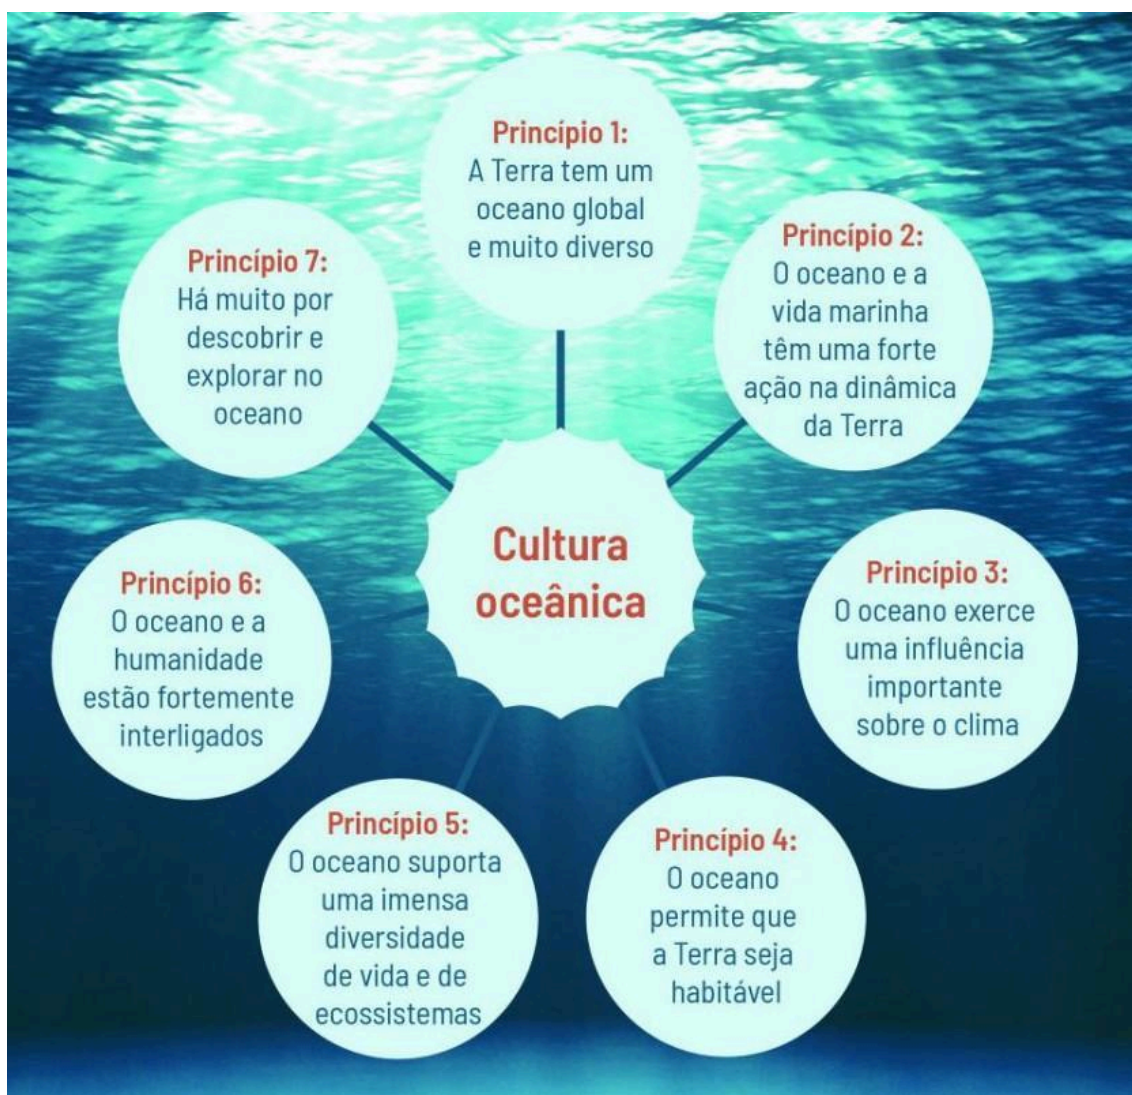 Princípio 1:
A Terra tem um
oceano global
e muito diverso
Princípio 2:
O oceano e a
vida marinha
têm uma forte
ação na dinâmica
da Terra
Princípio 3:
O oceano exerce
uma influência
importante
sobre o clima
Princípio 4:
O oceano
permite que
a Terra seja
habitável
Princípio 5:
O oceano suporta
uma imensa
diversidade
de vida e de
ecossistemas
Princípio 6:
O oceano e a
humanidade
estão fortemente
interligados
Princípio 7:
Há muito por
descobrir e
explorar no
oceano
Cultura
oceânica